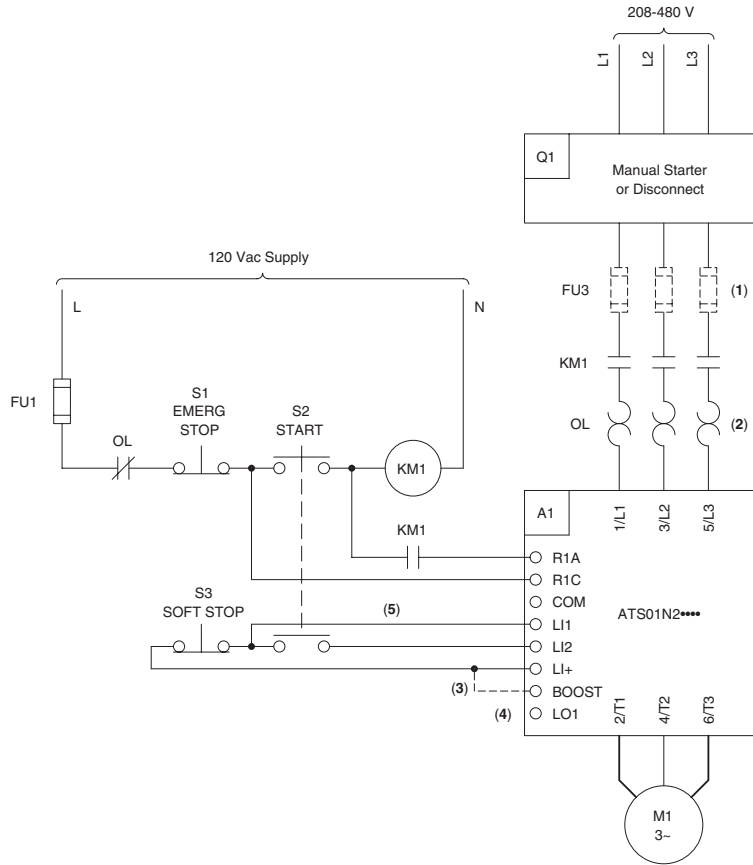 208-480 V
L1
L2
L3
Q1
Manual Starter
or Disconnect
120 Vac Supply
L
N
FU3
(1)
FU1
S1
EMERG
STOP
S2
START
KM1
OL
KM1
OL
(2)
A1
1/L1
3/L2
5/L3
KM1
R1A
R1C
COM
S3
SOFT STOP
(5)
ATS01N2••••
LI1
LI2
LI+
(3)
BOOST
(4)
LO1
2/T1
4/T2
6/T3
M1
3~